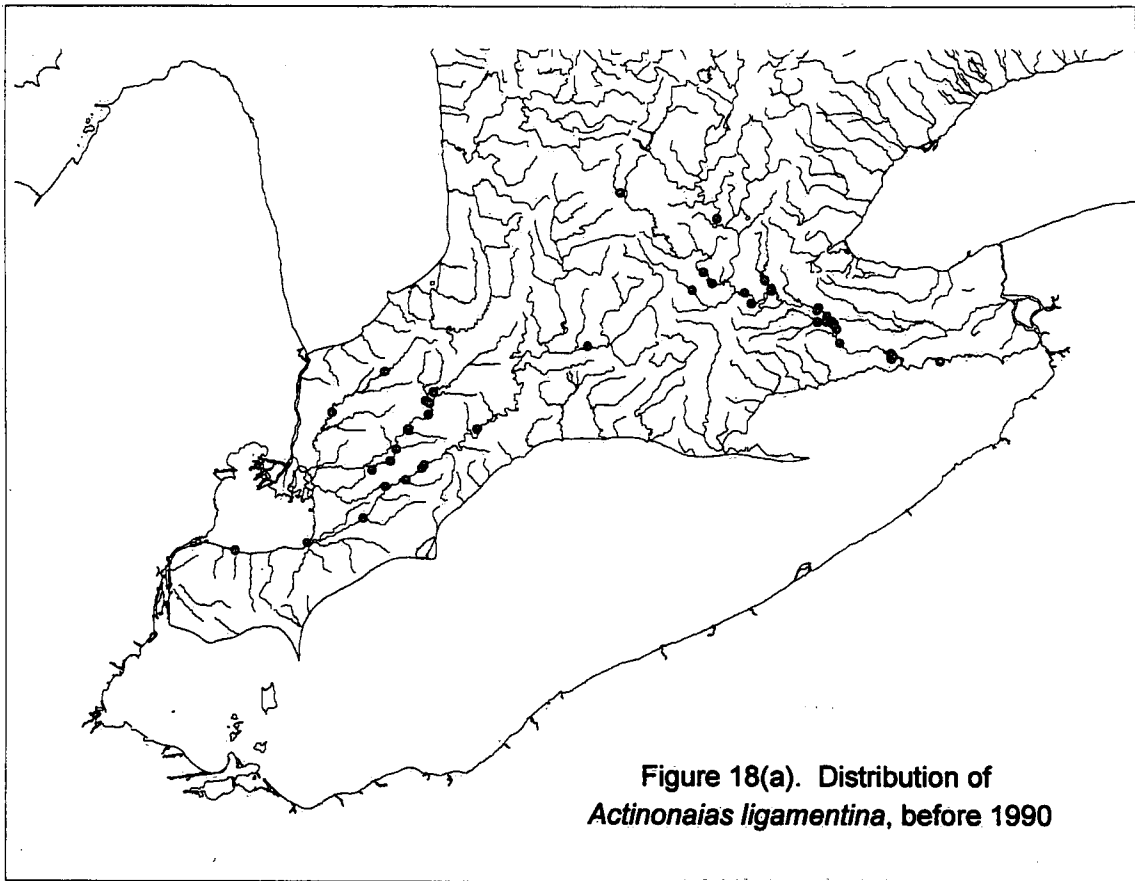 Figure 18(a). Distribution of
Actinonaias ligamentina, before 1990